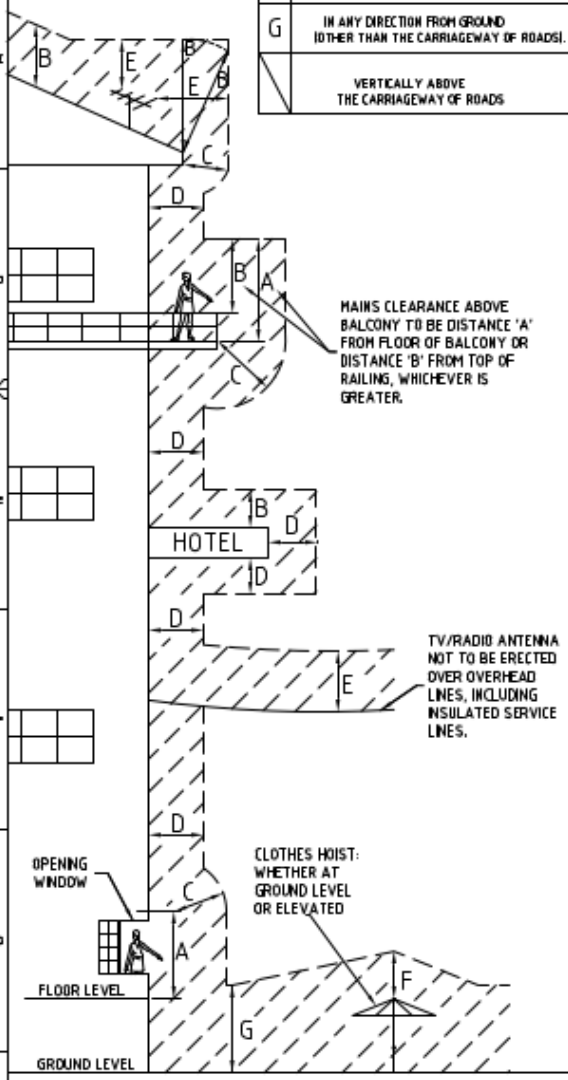 G
IN ANY DIRECTION FROM GROUND
(OTHER THAN THE CARRIAGEWAY OF ROADS).
VERTICALLY ABOVE
THE CARRIAGEWAY OF ROADS
B
E
B
B
E
C
D
B
A
MAINS CLEARANCE ABOVE
BALCONY TO BE DISTANCE 'A'
FROM FLOOR OF BALCONY OR
DISTANCE 'B' FROM TOP OF
RAILING, WHICHEVER IS
GREATER.
C
D
B
D
HOTEL
D
D
TV/RADIO ANTENNA
NOT TO BE ERECTED
OVER OVERHEAD
LINES, INCLUDING
INSULATED SERVICE
LINES.
E
D
OPENING
WINDOW
CLOTHES HOIST:
WHETHER AT
GROUND LEVEL
OR ELEVATED
C
A
F
FLOOR LEVEL
G
GROUND LEVEL